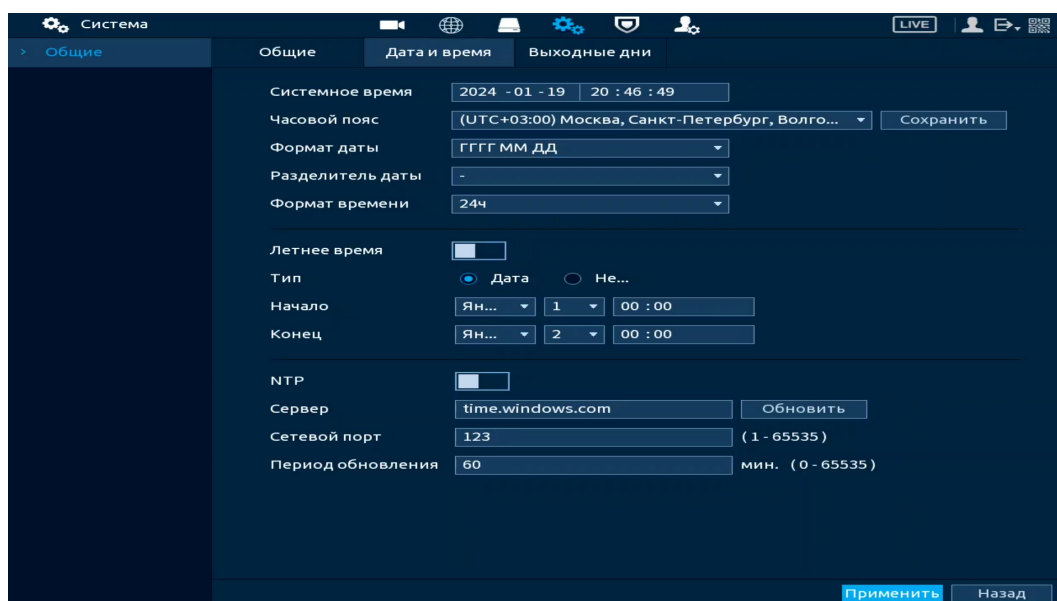 Система LIVE
> Общие Общие Дата и время Выходные дни
Системное время 2024 - 01 - 19 20 : 46 : 49
Часовой пояс (UTC+03:00) Москва, Санкт-Петербург, Волго... Сохранить
Формат даты ГГГГ ММ ДД
Разделитель даты -
Формат времени 24ч
Летнее время
Тип Дата Не...
Начало Ян... 1 00 : 00
Конец Ян... 2 00 : 00
NTP
Сервер time.windows.com Обновить
Сетевой порт 123 (1 - 65535)
Период обновления 60 мин. (0 - 65535)
Применить Назад